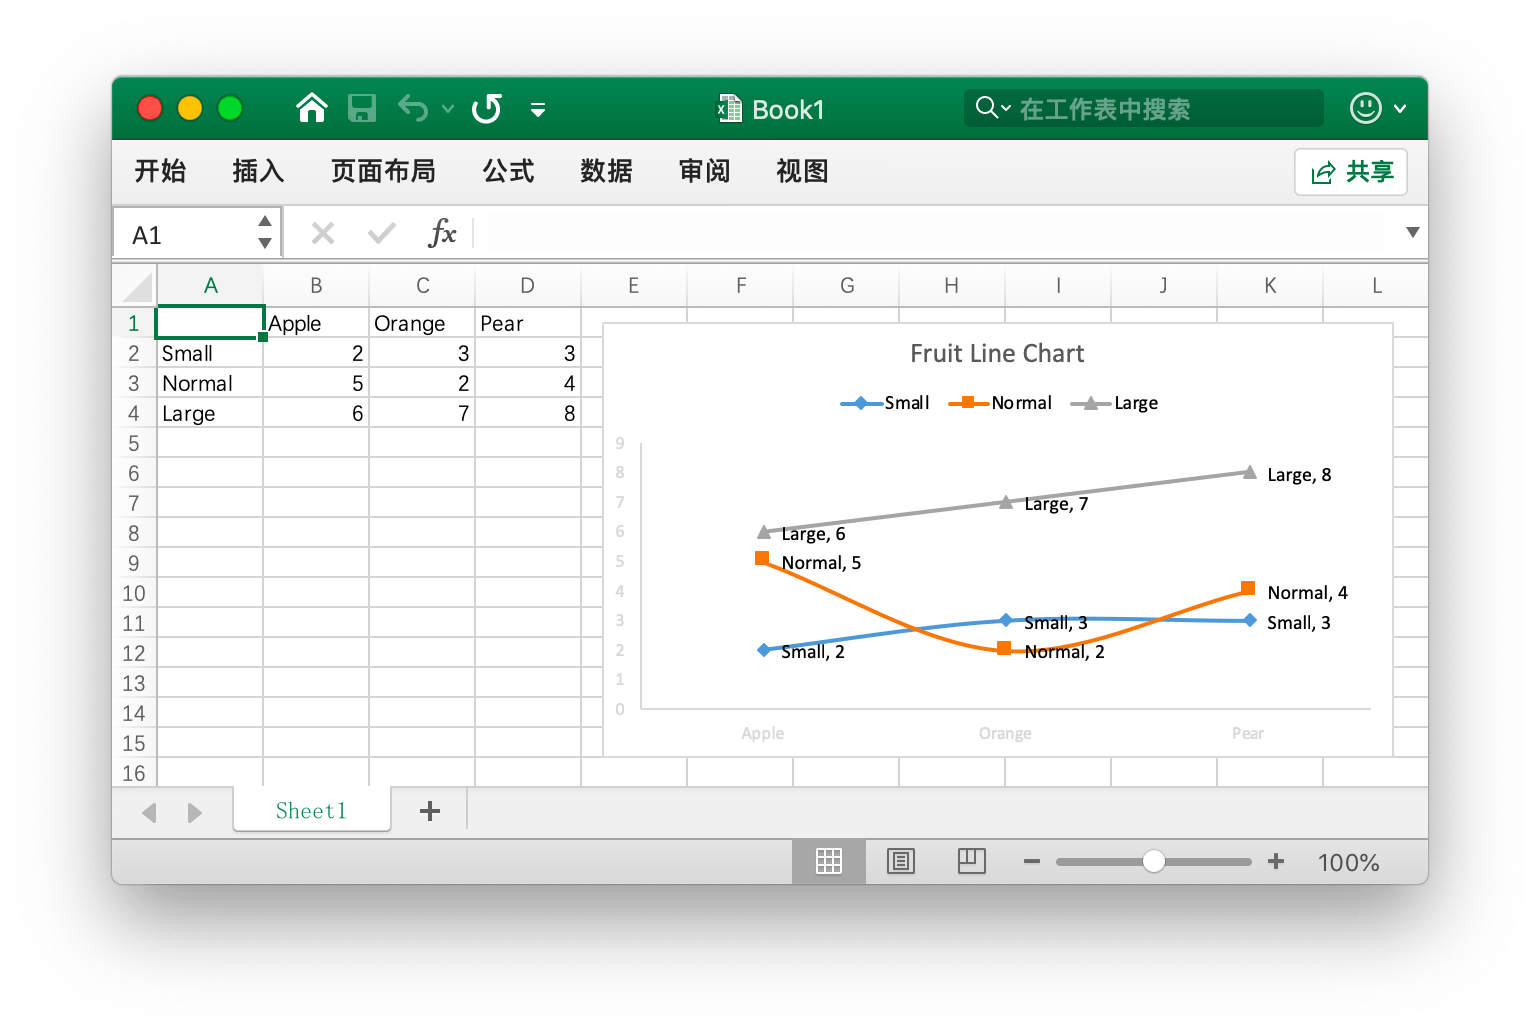 Book1
在工作表中搜索
开始 插入 页面布局 公式 数据 审阅 视图 共享
A1 fx
A B C D E F G H I J K L
1 Apple Orange Pear
2 Small 2 3 3
3 Normal 5 2 4
4 Large 6 7 8
5
6
7
8
9
10
11
12
13
14
15
16
Fruit Line Chart
Small Normal Large
9
8
7
6
5
4
3
2
1
0
Large, 8
Large, 7
Large, 6
Normal, 5
Normal, 4
Small, 3
Small, 3
Small, 2
Normal, 2
Apple Orange Pear
Sheet1
100%